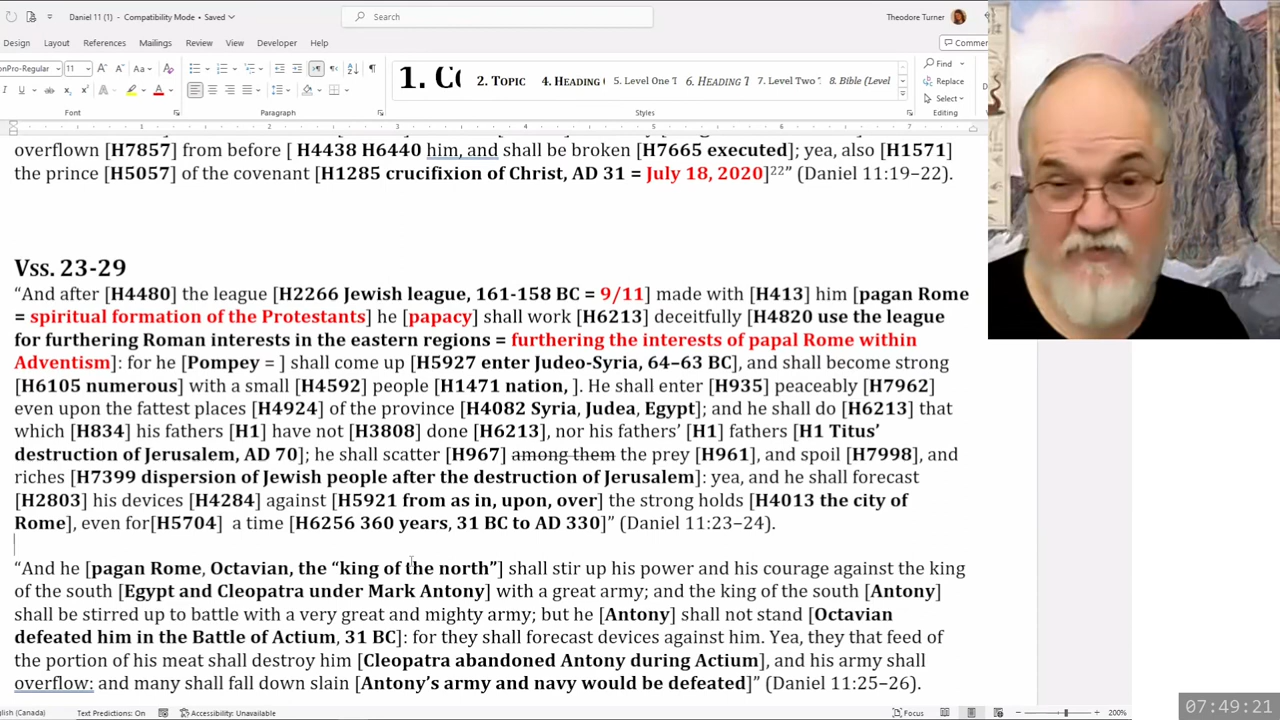 Daniel 11 (1) - Compatibility Mode • Saved
Search
Theodore Turner
Design References Mailings Review View Developer Help
11
Find
Replace
Select
2. TOPIC
5. Level One
7. Level Two
Font Paragraph Styles Editing
1 2 3 4 5 6 7
overflown [H7857] from before [ H4438 H6440 him, and shall be broken [H7665 executed]; yea, also [H1571]
the prince [H5057] of the covenant [H1285 crucifixion of Christ, AD 31 = July 18, 2020]22” (Daniel 11:19–22).
Vss. 23-29
“And after [H4480] the league [H2266 Jewish league, 161-158 BC = 9/11] made with [H413] him [pagan Rome
= spiritual formation of the Protestants] he [papacy] shall work [H6213] deceitfully [H4820 use the league
for furthering Roman interests in the eastern regions = furthering the interests of papal Rome within
Adventism]: for he [Pompey = ] shall come up [H5927 enter Judeo-Syria, 64–63 BC], and shall become strong
[H6105 numerous] with a small [H4592] people [H1471 nation, ]. He shall enter [H935] peaceably [H7962]
even upon the fattest places [H4924] of the province [H4082 Syria, Judea, Egypt]; and he shall do [H6213] that
which [H834] his fathers [H1] have not [H3808] done [H6213], nor his fathers’ [H1] fathers [H1 Titus’
destruction of Jerusalem, AD 70]; he shall scatter [H967] among them the prey [H961], and spoil [H7998], and
riches [H7399 dispersion of Jewish people after the destruction of Jerusalem]: yea, and he shall forecast
[H2803] his devices [H4284] against [H5921 from as in, upon, over] the strong holds [H4013 the city of
Rome], even for[H5704] a time [H6256 360 years, 31 BC to AD 330]” (Daniel 11:23–24).
“And he [pagan Rome, Octavian, the “king of the north”] shall stir up his power and his courage against the king
of the south [Egypt and Cleopatra under Mark Antony] with a great army; and the king of the south [Antony]
shall be stirred up to battle with a very great and mighty army; but he [Antony] shall not stand [Octavian
defeated him in the Battle of Actium, 31 BC]: for they shall forecast devices against him. Yea, they that feed of
the portion of his meat shall destroy him [Cleopatra abandoned Antony during Actium], and his army shall
overflow: and many shall fall down slain [Antony’s army and navy would be defeated]” (Daniel 11:25–26).
Text Predictions: On Accessibility: Unavailable Focus 200%
07:49:21